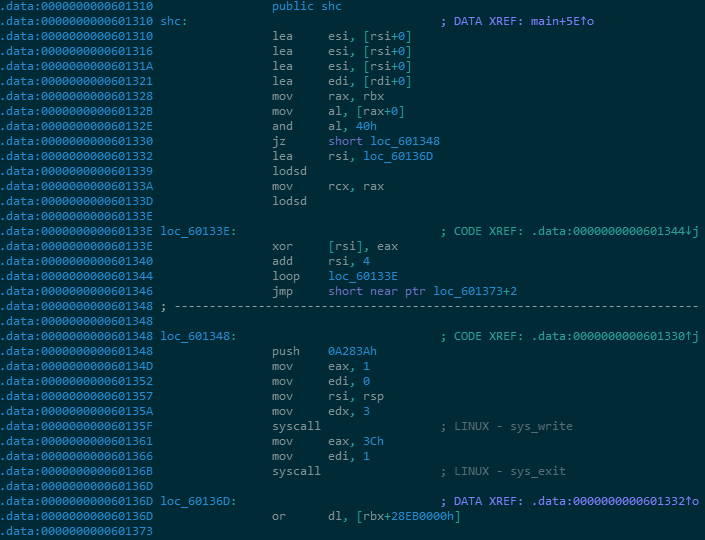 .data:0000000000601310 public shc
.data:0000000000601310 shc: ; DATA XREF: main+5E↑o
.data:0000000000601310 lea esi, [rsi+0]
.data:0000000000601316 lea esi, [rsi+0]
.data:000000000060131A lea esi, [rsi+0]
.data:0000000000601321 lea edi, [rdi+0]
.data:0000000000601328 mov rax, rbx
.data:000000000060132B mov al, [rax+0]
.data:000000000060132E and al, 40h
.data:0000000000601330 jz short loc_601348
.data:0000000000601332 lea rsi, loc_60136D
.data:0000000000601339 lodsd
.data:000000000060133A mov rcx, rax
.data:000000000060133D lodsd
.data:000000000060133E
.data:000000000060133E loc_60133E: ; CODE XREF: .data:0000000000601344↓j
.data:000000000060133E xor [rsi], eax
.data:0000000000601340 add rsi, 4
.data:0000000000601344 loop loc_60133E
.data:0000000000601346 jmp short near ptr loc_601373+2
.data:0000000000601348 ; ---------------------------------------------------------------------------
.data:0000000000601348
.data:0000000000601348 loc_601348: ; CODE XREF: .data:0000000000601330↑j
.data:0000000000601348 push 0A283Ah
.data:000000000060134D mov eax, 1
.data:0000000000601352 mov edi, 0
.data:0000000000601357 mov rsi, rsp
.data:000000000060135A mov edx, 3
.data:000000000060135F syscall ; LINUX - sys_write
.data:0000000000601361 mov eax, 3Ch
.data:0000000000601366 mov edi, 1
.data:000000000060136B syscall ; LINUX - sys_exit
.data:000000000060136D
.data:000000000060136D loc_60136D: ; DATA XREF: .data:0000000000601332↑o
.data:000000000060136D or dl, [rbx+28EB0000h]
.data:0000000000601373